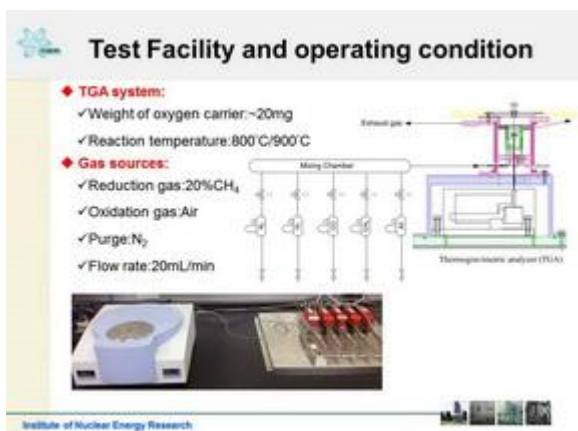 Test Facility and operating condition
◆ TGA system:
✓Weight of oxygen carrier:~20mg
✓Reaction temperature:800°C/900°C
◆ Gas sources:
✓Reduction gas:20%CH₄
✓Oxidation gas:Air
✓Purge:N₂
✓Flow rate:20mL/min
Exhaust gas
Mixing Chamber
Thermogravimetric analyzer (TGA)
Institute of Nuclear Energy Research